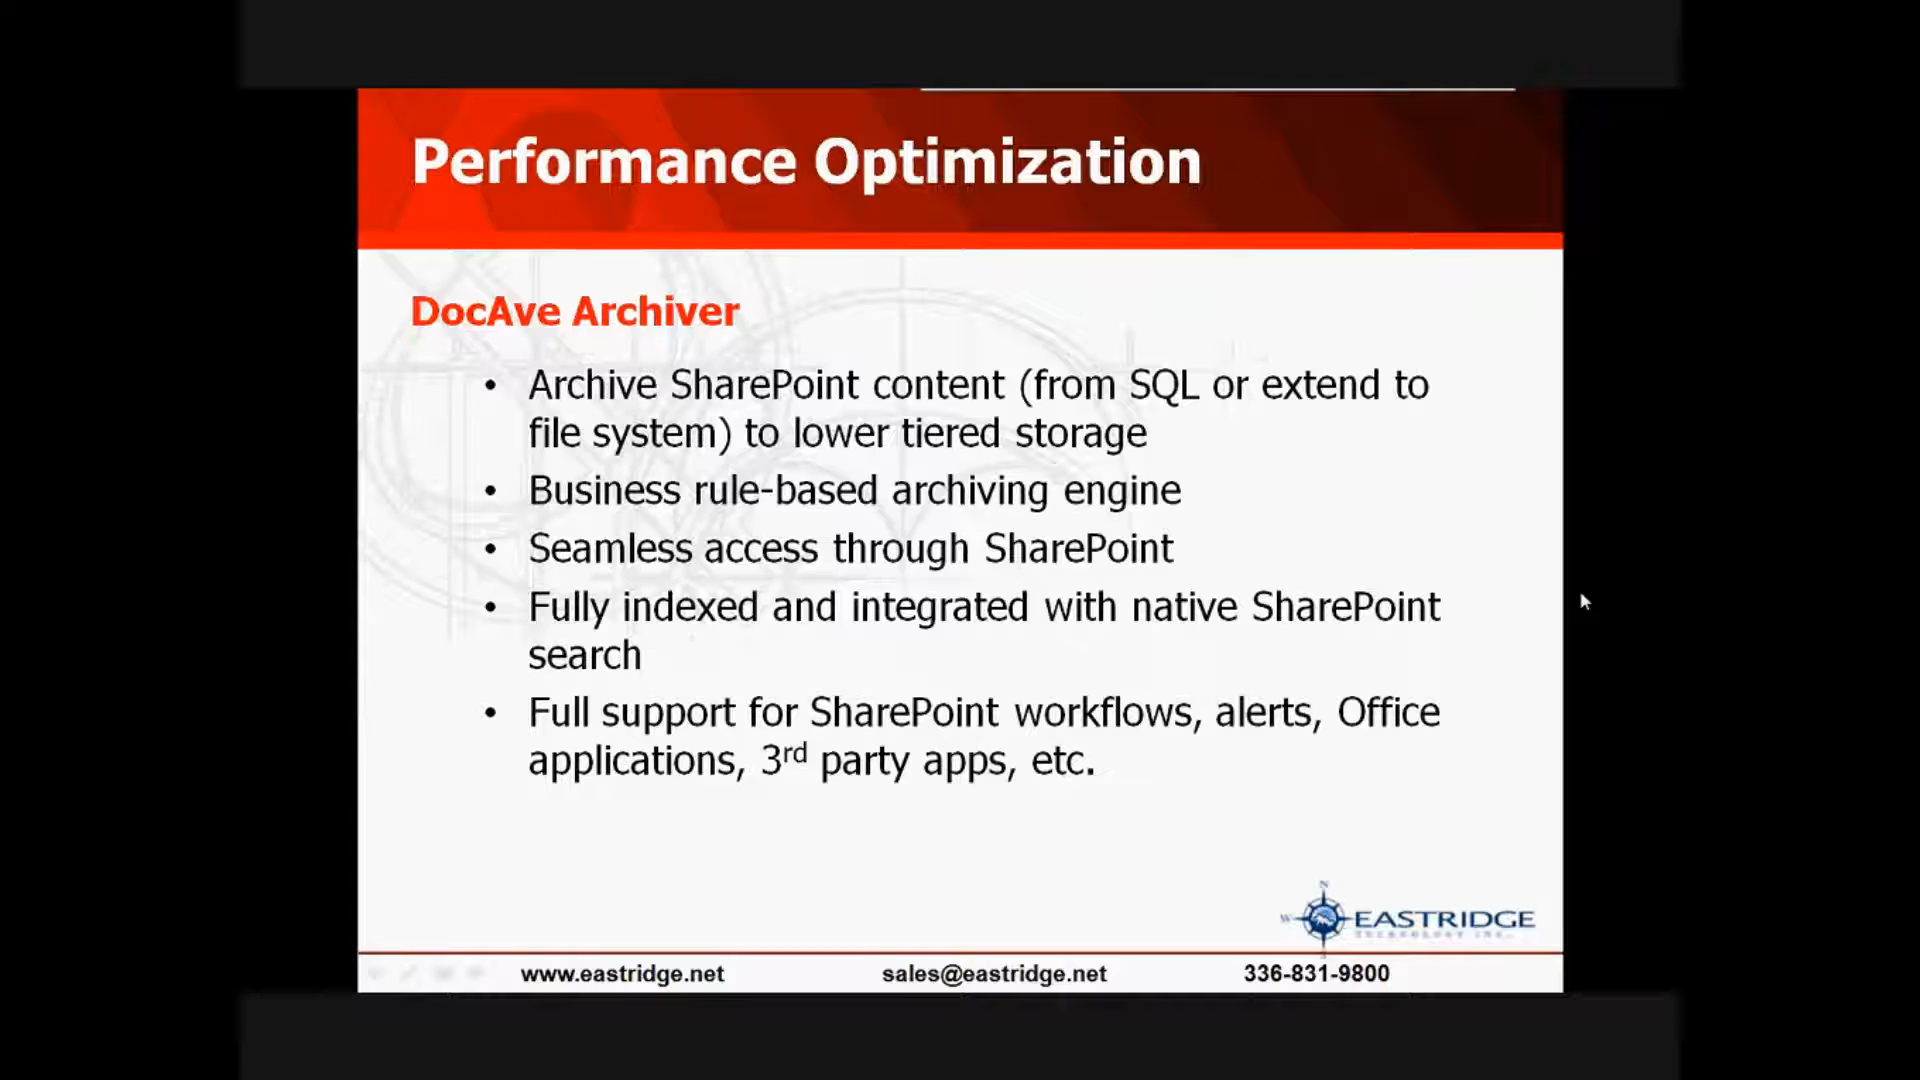 Performance Optimization
DocAve Archiver
• Archive SharePoint content (from SQL or extend to
file system) to lower tiered storage
• Business rule-based archiving engine
• Seamless access through SharePoint
• Fully indexed and integrated with native SharePoint
search
• Full support for SharePoint workflows, alerts, Office
applications, 3rd party apps, etc.
N
W EASTRIDGE
TECHNOLOGY INC.
www.eastridge.net sales@eastridge.net 336-831-9800